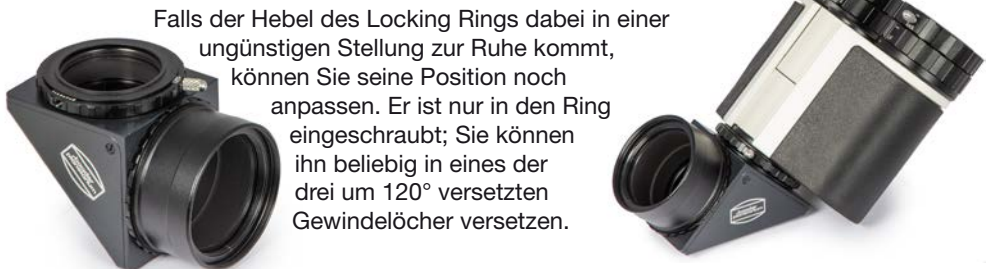 Falls der Hebel des Locking Rings dabei in einer
ungünstigen Stellung zur Ruhe kommt,
können Sie seine Position noch
anpassen. Er ist nur in den Ring
eingeschraubt; Sie können
ihn beliebig in eines der
drei um 120° versetzten
Gewindelöcher versetzen.